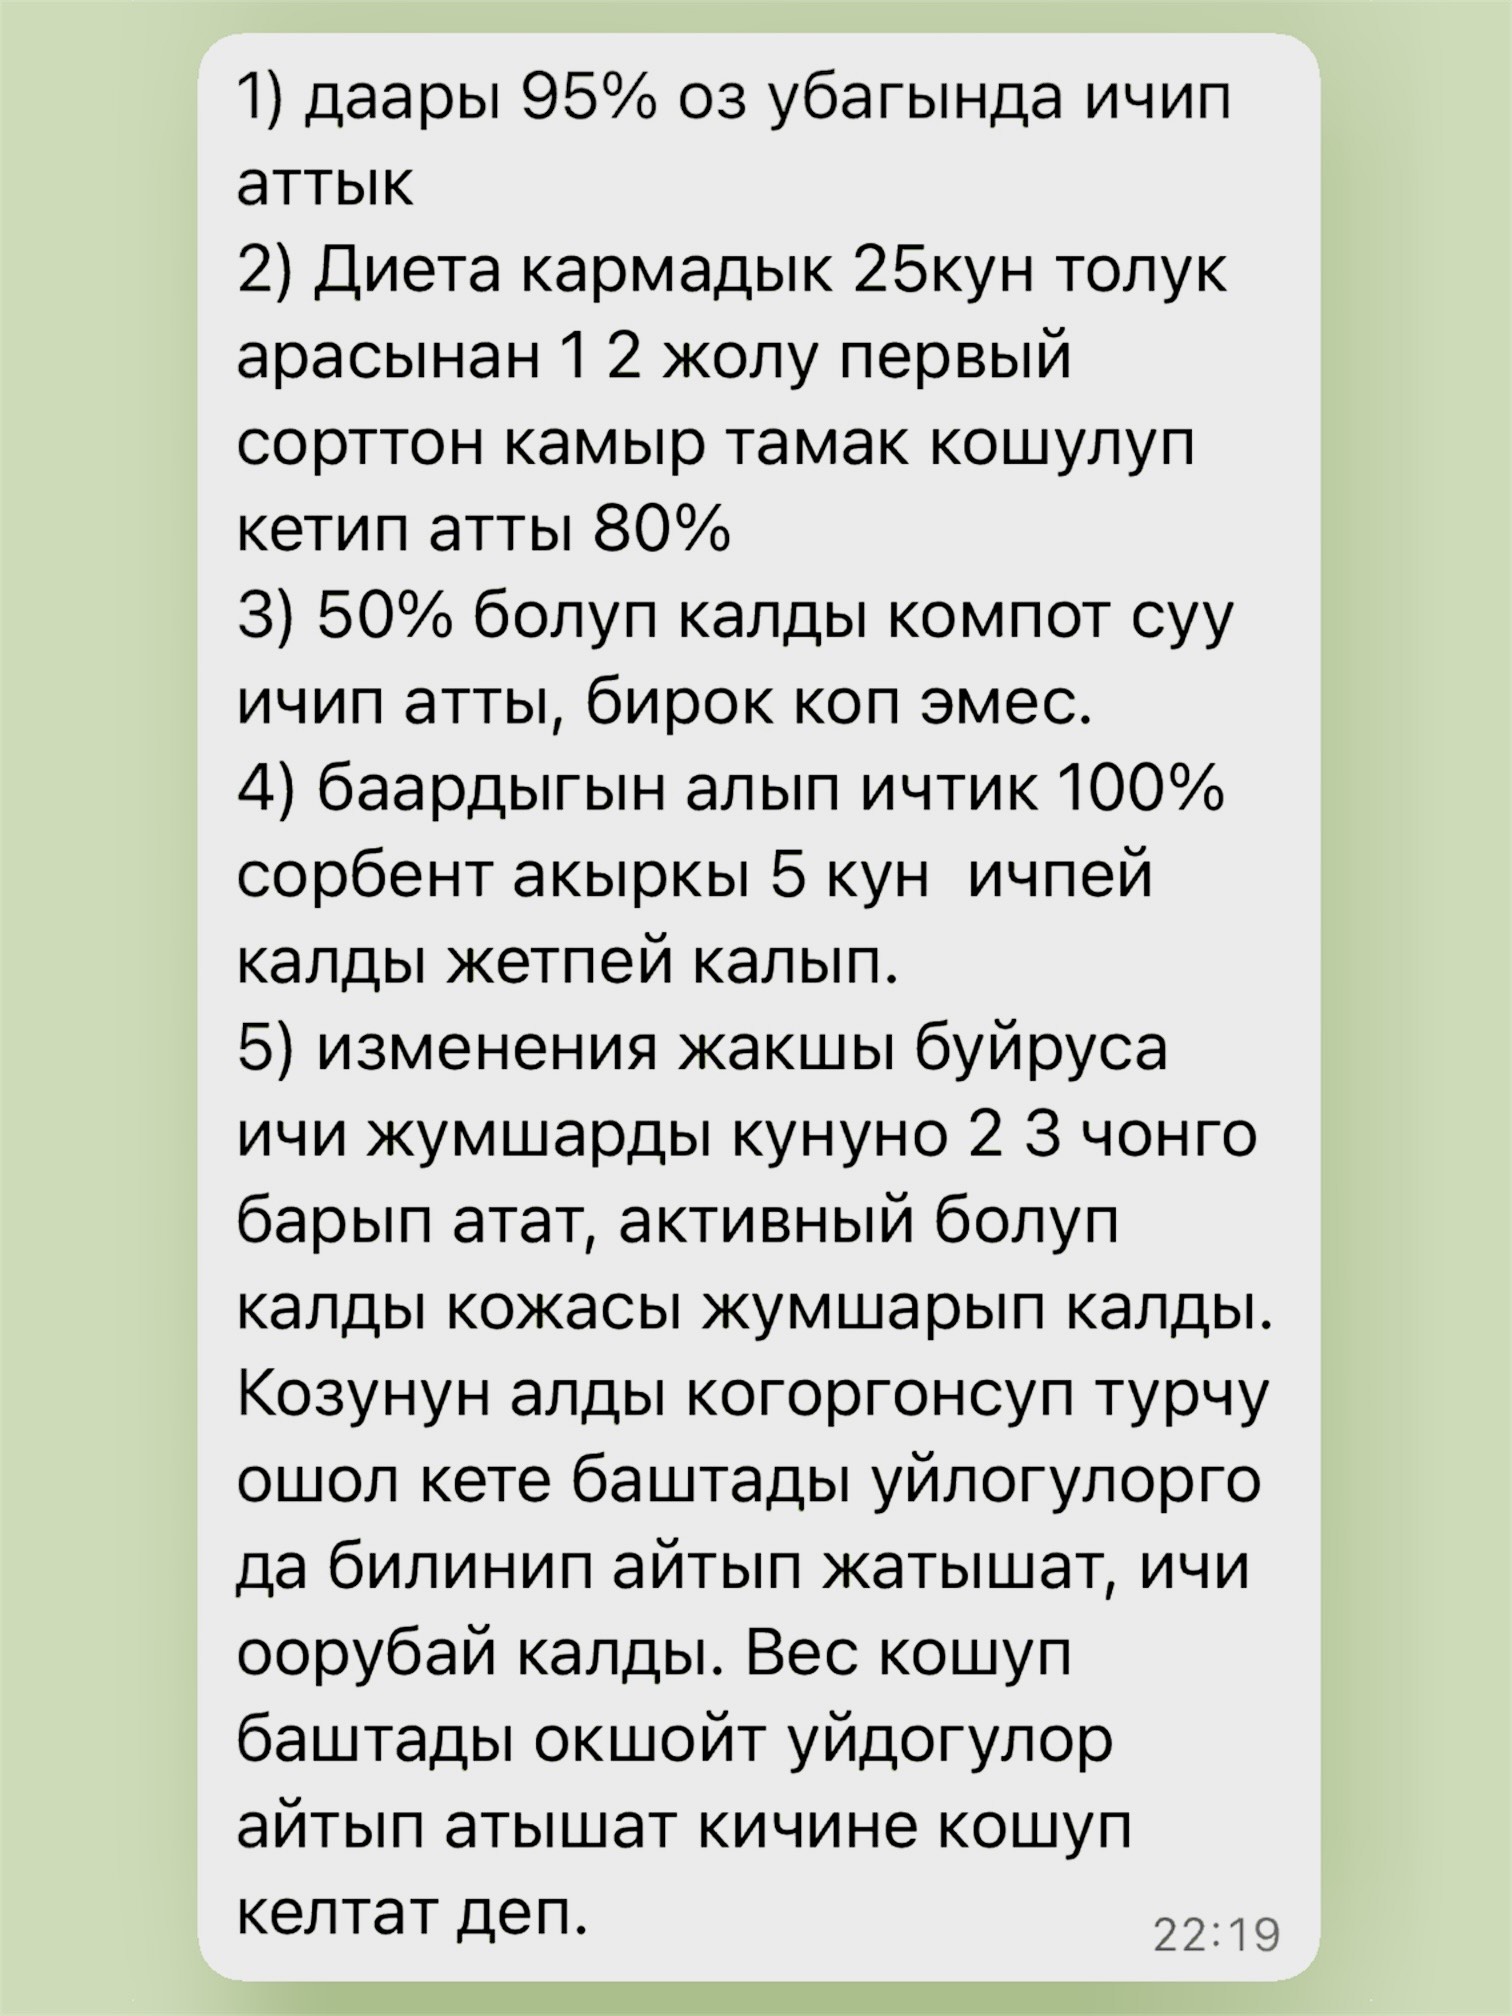 1) даары 95% оз убагында ичип
аттык
2) Диета кармадык 25кун толук
арасынан 1 2 жолу первый
сорттон камыр тамак кошулуп
кетип атты 80%
3) 50% болуп калды компот суу
ичип атты, бирок коп эмес.
4) баардыгын алып ичтик 100%
сорбент акыркы 5 кун  ичпей
калды жетпей калып.
5) изменения жакшы буйруса
ичи жумшарды кунуно 2 3 чонго
барып атат, активный болуп
калды кожасы жумшарып калды.
Козунун алды когоргонсуп турчу
ошол кете баштады уйлогулорго
да билинип айтып жатышат, ичи
оорубай калды. Вес кошуп
баштады окшойт уйдогулор
айтып атышат кичине кошуп
келтат деп.
22:19